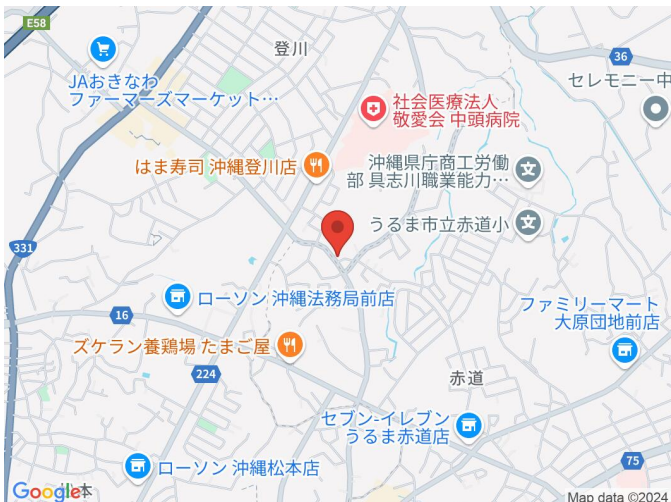 E58
登川
36
JAおきなわ
ファーマーズマーケット…
セレモニー中
社会医療法人
敬愛会 中頭病院
はま寿司 沖縄登川店
沖縄県庁商工労働
部 具志川職業能力…
文
うるま市立赤道小
文
331
ローソン 沖縄法務局前店
16
ファミリーマート
大原団地前店
ズケラン養鶏場 たまご屋
224
赤道
セブン-イレブン
うるま赤道店
75
ローソン 沖縄松本店
Google
本
Map data ©2024